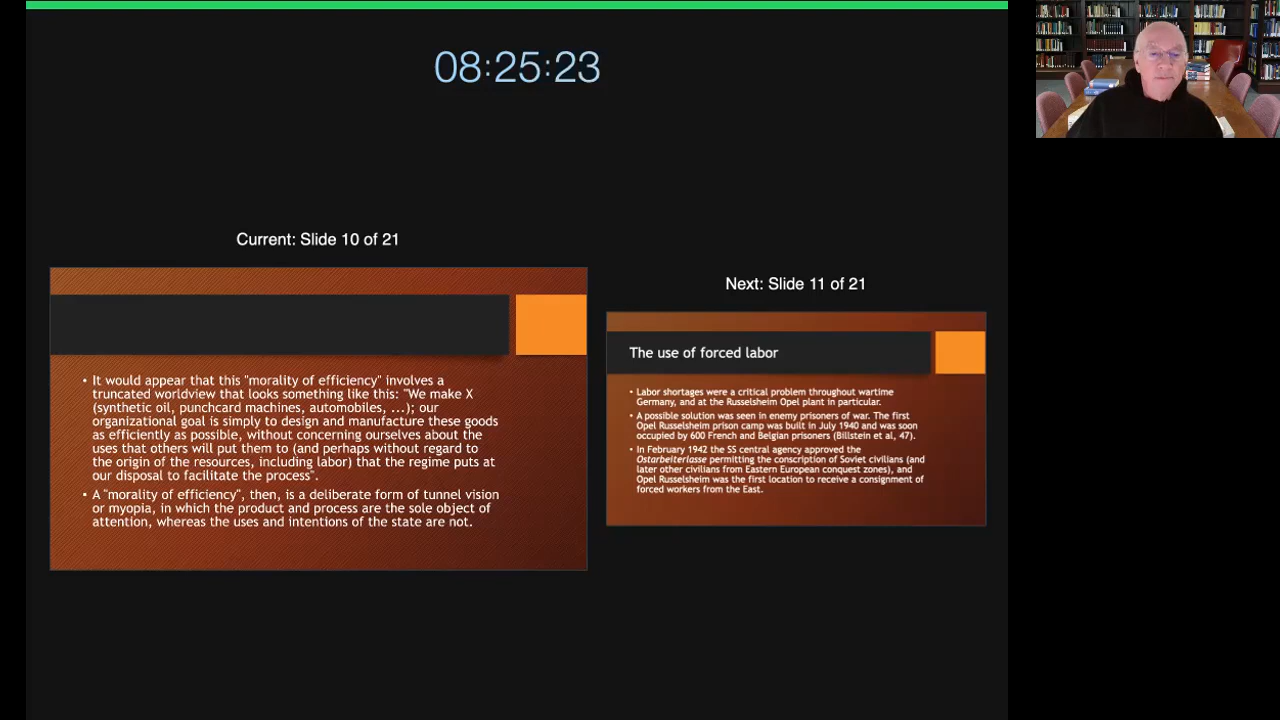 08:25:23
Current: Slide 10 of 21
• It would appear that this "morality of efficiency" involves a
truncated worldview that looks something like this: "We make X
(synthetic oil, punchcard machines, automobiles, ...); our
organizational goal is simply to design and manufacture these goods
as efficiently as possible, without concerning ourselves about the
uses that others will put them to (and perhaps without regard to
the origin of the resources, including labor) that the regime puts at
our disposal to facilitate the process".
• A "morality of efficiency", then, is a deliberate form of tunnel vision
or myopia, in which the product and process are the sole object of
attention, whereas the uses and intentions of the state are not.
Next: Slide 11 of 21
The use of forced labor
• Labor shortages were a critical problem throughout wartime
Germany, and at the Russelsheim Opel plant in particular.
• A possible solution was seen in enemy prisoners of war. The first
Opel Russelsheim prison camp was built in July 1940 and was soon
occupied by 600 French and Belgian prisoners (Billstein et al, 47).
• In February 1942 the SS central agency approved the
Ostarbeiterlasse permitting the conscription of Soviet civilians (and
later other civilians from Eastern European conquest zones), and
Opel Russelsheim was the first location to receive a consignment of
forced workers from the East.